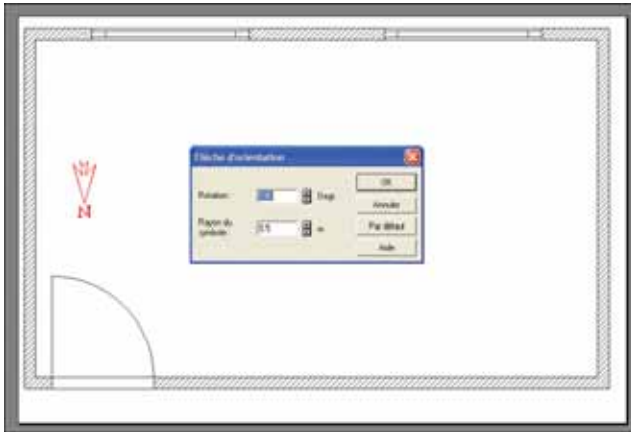 Flèche d'orientation
OK
Rotation:
Degr.
Annuler
Rayon du
symbole:
0.5
m
Par défaut
Aide
N